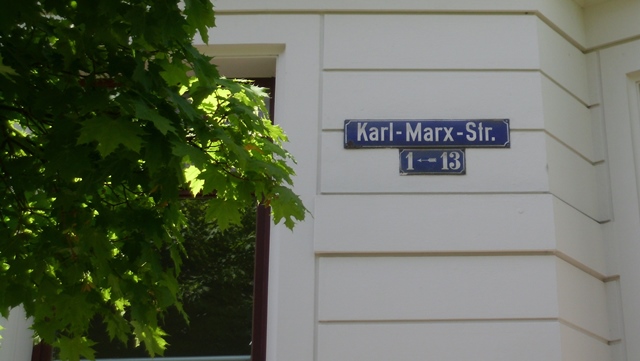 Karl-Marx-Str.
1 ← 13